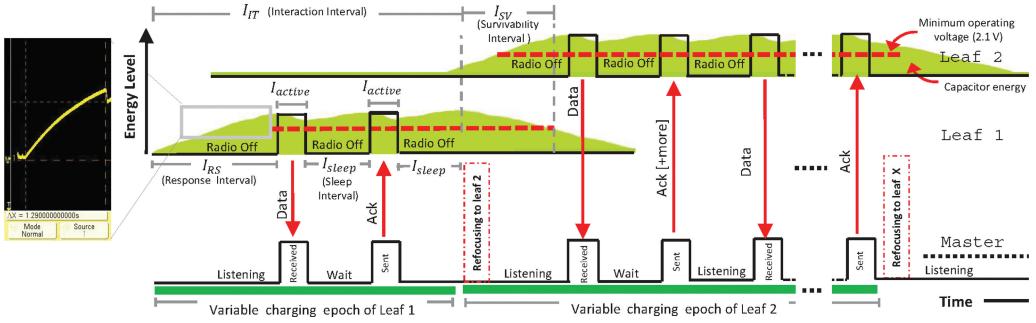 I_IT (Interaction Interval)
I_SV
(Survivability
Interval)
Minimum operating
voltage (2.1 V)
Leaf 2
Capacitor energy
Radio Off
Radio Off
Radio Off
Energy Level
I_active
I_active
Leaf 1
Radio Off
Radio Off
Radio Off
I_RS
(Response Interval)
I_sleep
(Sleep
Interval)
I_sleep
Data
Ack
Refocusing to leaf 2
Data
Ack [+more]
Data
Ack
Refocusing to leaf X
ΔX = 1.290000000000s
Mode
Normal
Source
1
Master
Listening
Received
Wait
Sent
Listening
Received
Wait
Sent
Received
Sent
Listening
Variable charging epoch of Leaf 1
Variable charging epoch of Leaf 2
Time